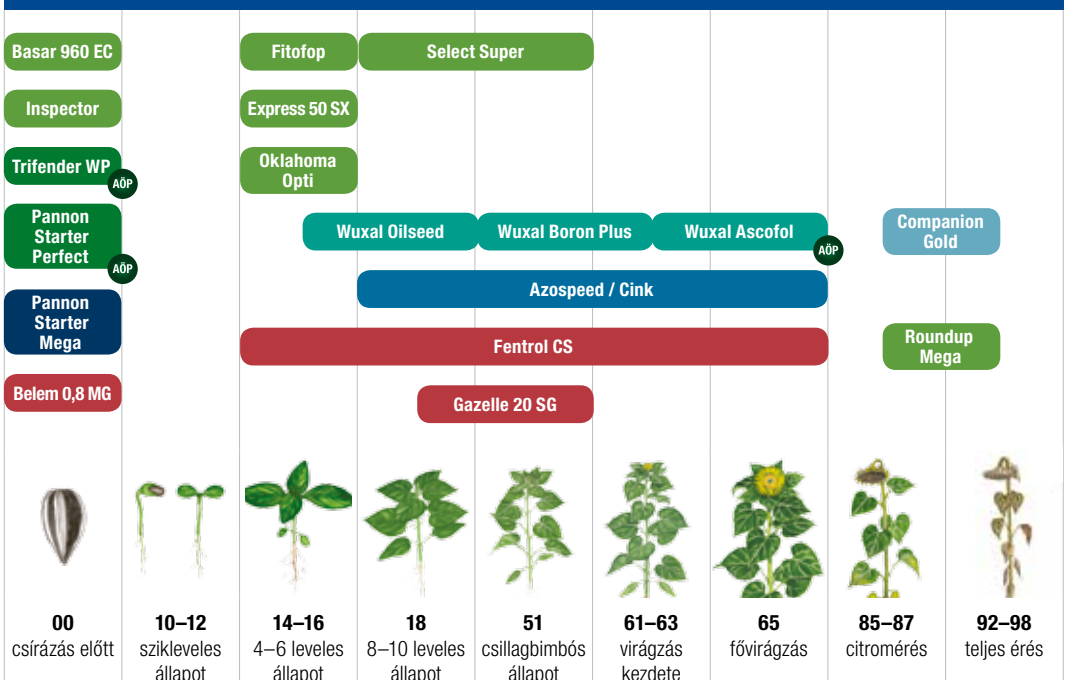 Basar 960 EC
Fitofop
Select Super
Inspector
Express 50 SX
Trifender WP
AÖP
Oklahoma
Opti
Pannon
Starter
Perfect
AÖP
Wuxal Oilseed
Wuxal Boron Plus
Wuxal Ascofol
AÖP
Companion
Gold
Azospeed / Cink
Pannon
Starter
Mega
Fentrol CS
Roundup
Mega
Belem 0,8 MG
Gazelle 20 SG
00
csírázás előtt
10–12
szikleveles
állapot
14–16
4–6 leveles
állapot
18
8–10 leveles
állapot
51
csillagbimbós
állapot
61–63
virágzás
kezdete
65
fővirágzás
85–87
citromérés
92–98
teljes érés